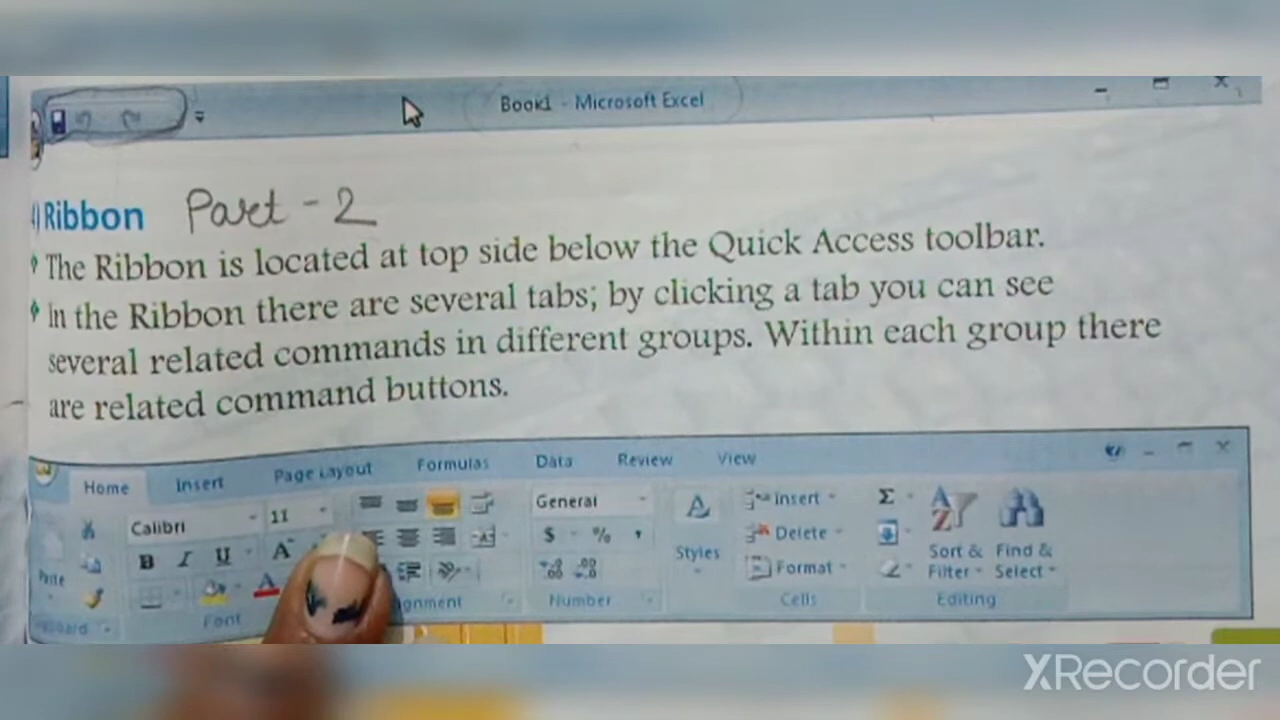 Book1 - Microsoft Excel
4) Ribbon Part - 2
The Ribbon is located at top side below the Quick Access toolbar.
In the Ribbon there are several tabs; by clicking a tab you can see
several related commands in different groups. Within each group there
are related command buttons.
Home Insert Page Layout Formulas Data Review View
Calibri 11 General Insert Σ A Z
B I U A $ % , Delete
Paste A Styles Format Sort & Filter Find & Select
Font Number Cells Editing
XRecorder